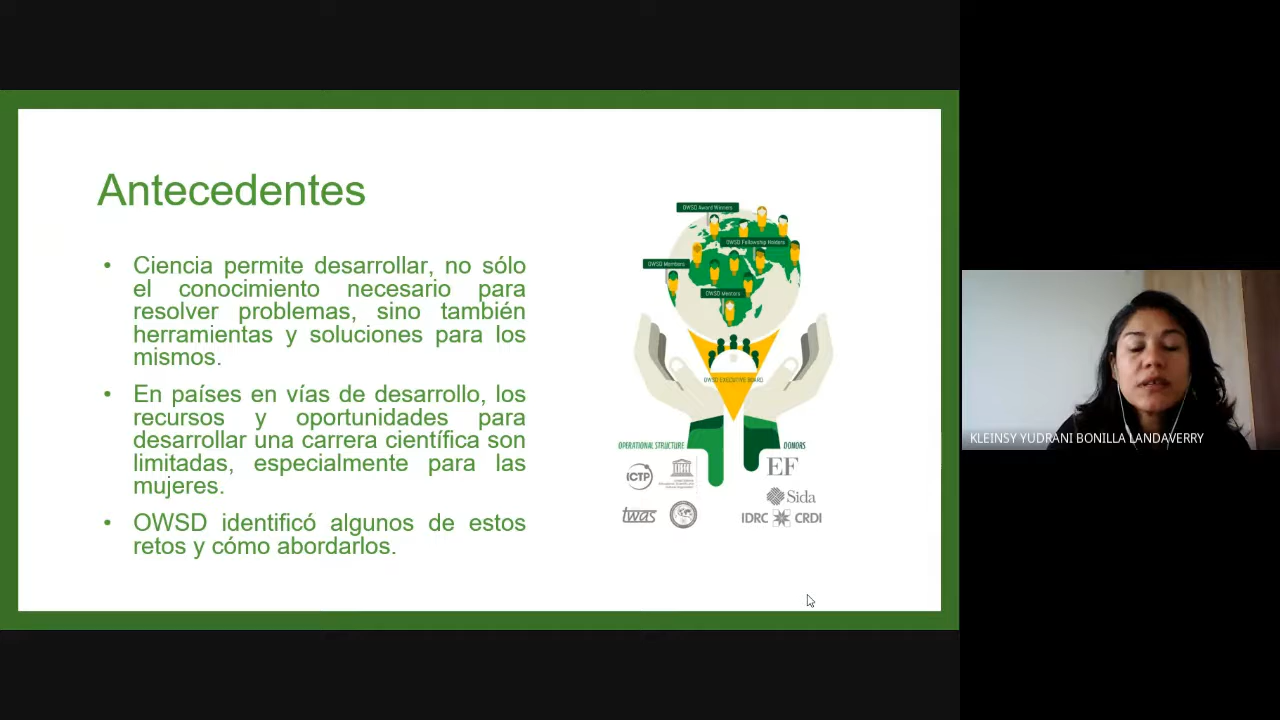 Antecedentes
• Ciencia permite desarrollar, no sólo
el conocimiento necesario para
resolver problemas, sino también
herramientas y soluciones para los
mismos.
• En países en vías de desarrollo, los
recursos y oportunidades para
desarrollar una carrera científica son
limitadas, especialmente para las
mujeres.
• OWSD identificó algunos de estos
retos y cómo abordarlos.
OWSD Award Winners
OWSD Fellowship Holders
OWSD Members
OWSD Mentors
OWSD EXECUTIVE BOARD
OPERATIONAL STRUCTURE
DONORS
ICTP
twas
EF
Sida
IDRC CRDI
KLEINSY YUDRANI BONILLA LANDAVERRY